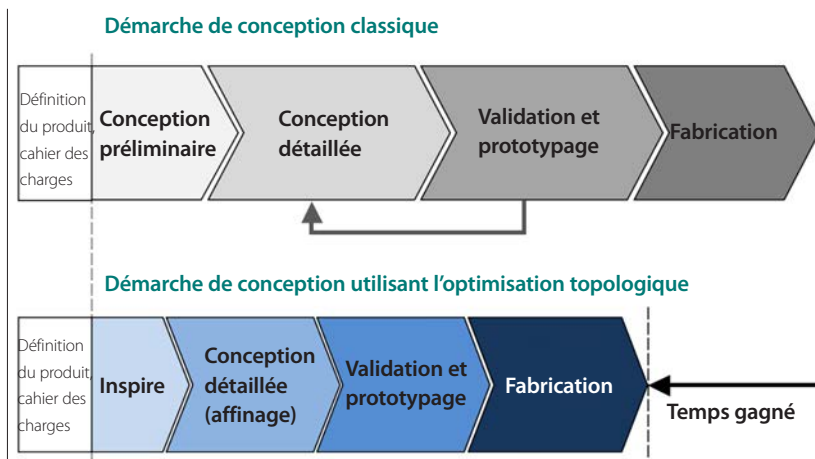 Démarche de conception classique
Définition
du produit,
cahier des
charges
Conception
préliminaire
Conception
détaillée
Validation et
prototypage
Fabrication
Démarche de conception utilisant l'optimisation topologique
Définition
du produit,
cahier des
charges
Inspire
Conception
détaillée
(affinage)
Validation et
prototypage
Fabrication
Temps gagné